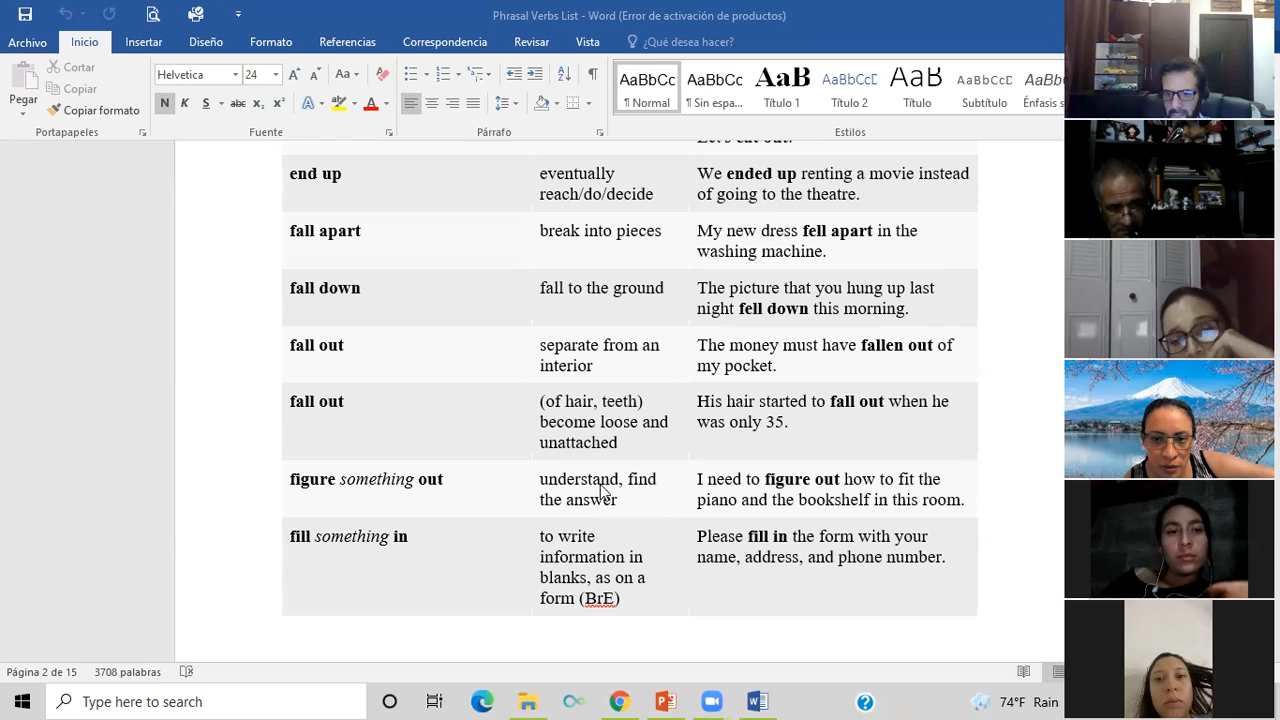 Phrasal Verbs List - Word (Error de activación de productos)
Archivo Inicio Insertar Diseño Formato Referencias Correspondencia Revisar Vista ¿Qué desea hacer?
Pegar
Cortar
Copiar
Copiar formato
Portapapeles
Helvetica 24
Fuente
Párrafo
AaBbCc AaBbCc AaB AaBbCcD AaB AaBbCcD
¶ Normal ¶ Sin espa... Título 1 Título 2 Título Subtítulo Énfasis s
Estilos
end up
eventually
reach/do/decide
We ended up renting a movie instead
of going to the theatre.
fall apart
break into pieces
My new dress fell apart in the
washing machine.
fall down
fall to the ground
The picture that you hung up last
night fell down this morning.
fall out
separate from an
interior
The money must have fallen out of
my pocket.
fall out
(of hair, teeth)
become loose and
unattached
His hair started to fall out when he
was only 35.
figure something out
understand, find
the answer
I need to figure out how to fit the
piano and the bookshelf in this room.
fill something in
to write
information in
blanks, as on a
form (BrE)
Please fill in the form with your
name, address, and phone number.
Página 2 de 15 3708 palabras
Type here to search
74°F Rain